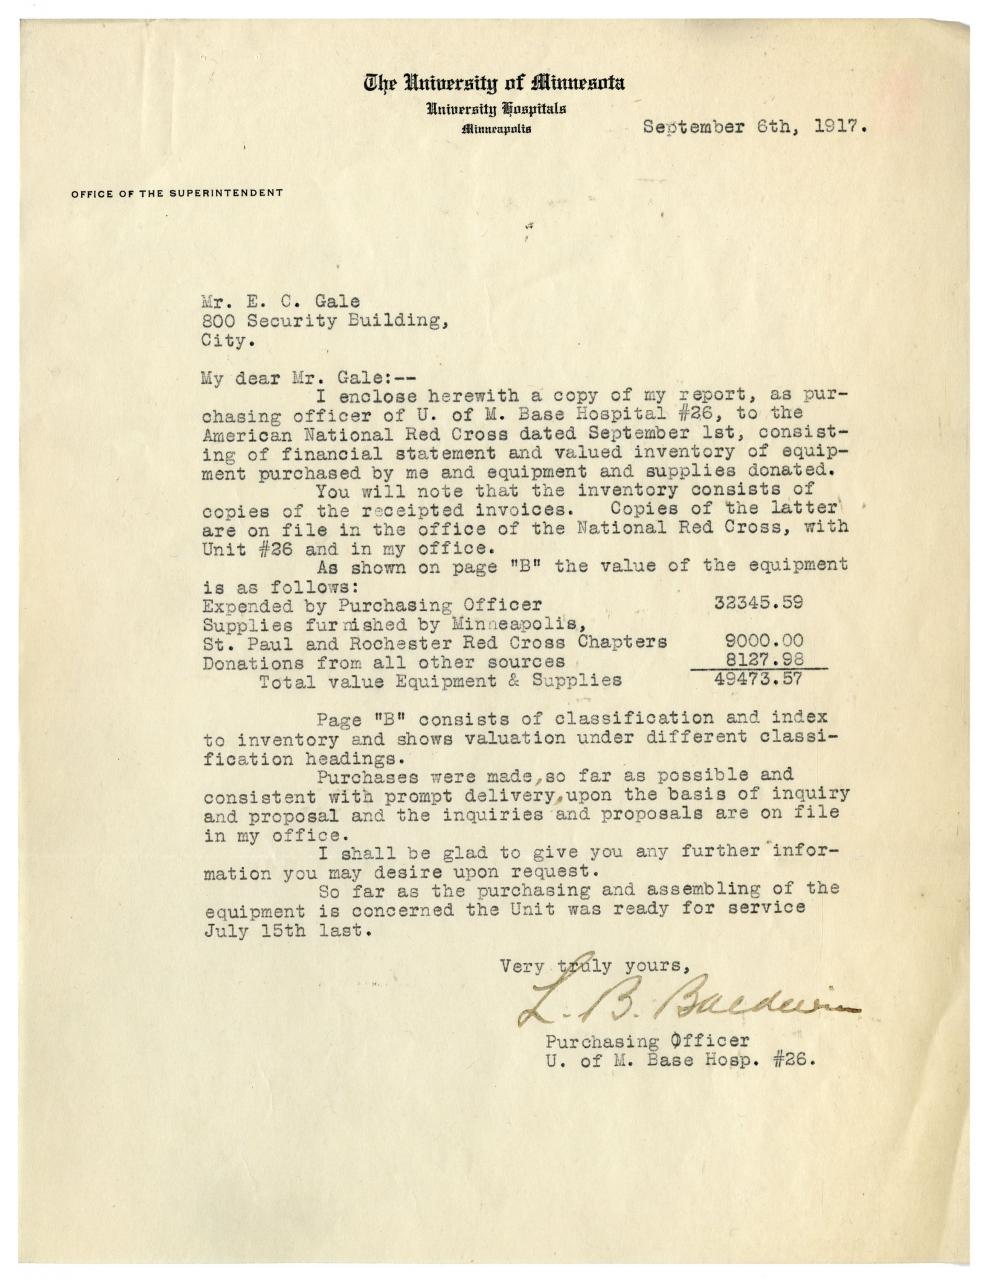 The University of Minnesota
University Hospitals
Minneapolis
September 6th, 1917.
OFFICE OF THE SUPERINTENDENT
Mr. E. C. Gale
800 Security Building,
City.
My dear Mr. Gale:--
I enclose herewith a copy of my report, as pur-
chasing officer of U. of M. Base Hospital #26, to the
American National Red Cross dated September 1st, consist-
ing of financial statement and valued inventory of equip-
ment purchased by me and equipment and supplies donated.
You will note that the inventory consists of
copies of the receipted invoices. Copies of the latter
are on file in the office of the National Red Cross, with
Unit #26 and in my office.
As shown on page "B" the value of the equipment
is as follows:
Expended by Purchasing Officer 32345.59
Supplies furnished by Minneapolis,
St. Paul and Rochester Red Cross Chapters 9000.00
Donations from all other sources 8127.98
Total value Equipment & Supplies 49473.57
Page "B" consists of classification and index
to inventory and shows valuation under different classi-
fication headings.
Purchases were made, so far as possible and
consistent with prompt delivery, upon the basis of inquiry
and proposal and the inquiries and proposals are on file
in my office.
I shall be glad to give you any further infor-
mation you may desire upon request.
So far as the purchasing and assembling of the
equipment is concerned the Unit was ready for service
July 15th last.
Very truly yours,
L. B. Baldwin
Purchasing Officer
U. of M. Base Hosp. #26.